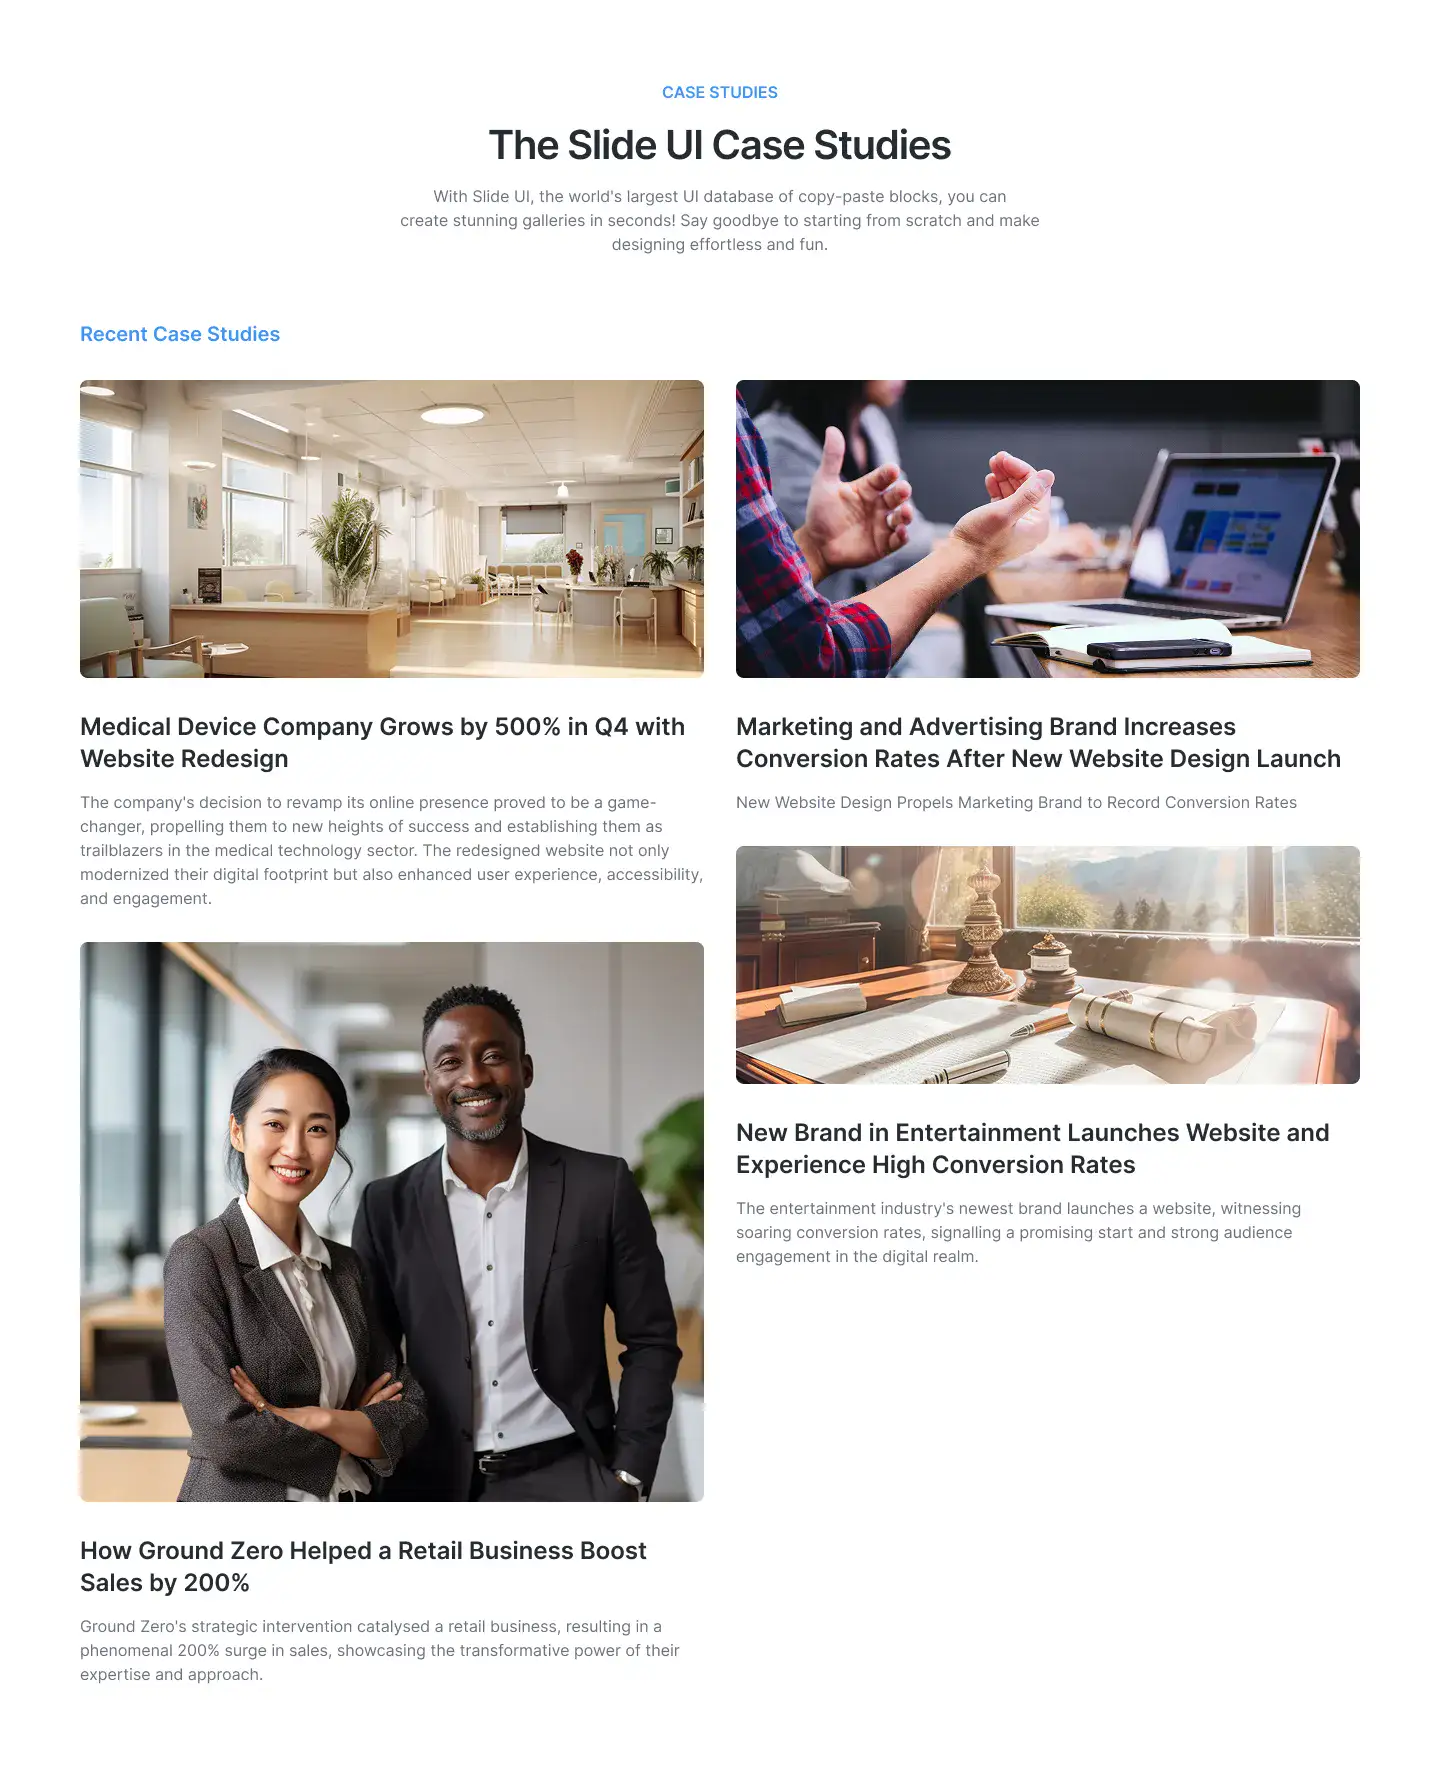 CASE STUDIES
The Slide UI Case Studies
With Slide UI, the world's largest UI database of copy-paste blocks, you can
create stunning galleries in seconds! Say goodbye to starting from scratch and make
designing effortless and fun.
Recent Case Studies
Medical Device Company Grows by 500% in Q4 with
Website Redesign
The company's decision to revamp its online presence proved to be a game-
changer, propelling them to new heights of success and establishing them as
trailblazers in the medical technology sector. The redesigned website not only
modernized their digital footprint but also enhanced user experience, accessibility,
and engagement.
Marketing and Advertising Brand Increases
Conversion Rates After New Website Design Launch
New Website Design Propels Marketing Brand to Record Conversion Rates
How Ground Zero Helped a Retail Business Boost
Sales by 200%
Ground Zero's strategic intervention catalysed a retail business, resulting in a
phenomenal 200% surge in sales, showcasing the transformative power of their
expertise and approach.
New Brand in Entertainment Launches Website and
Experience High Conversion Rates
The entertainment industry's newest brand launches a website, witnessing
soaring conversion rates, signalling a promising start and strong audience
engagement in the digital realm.